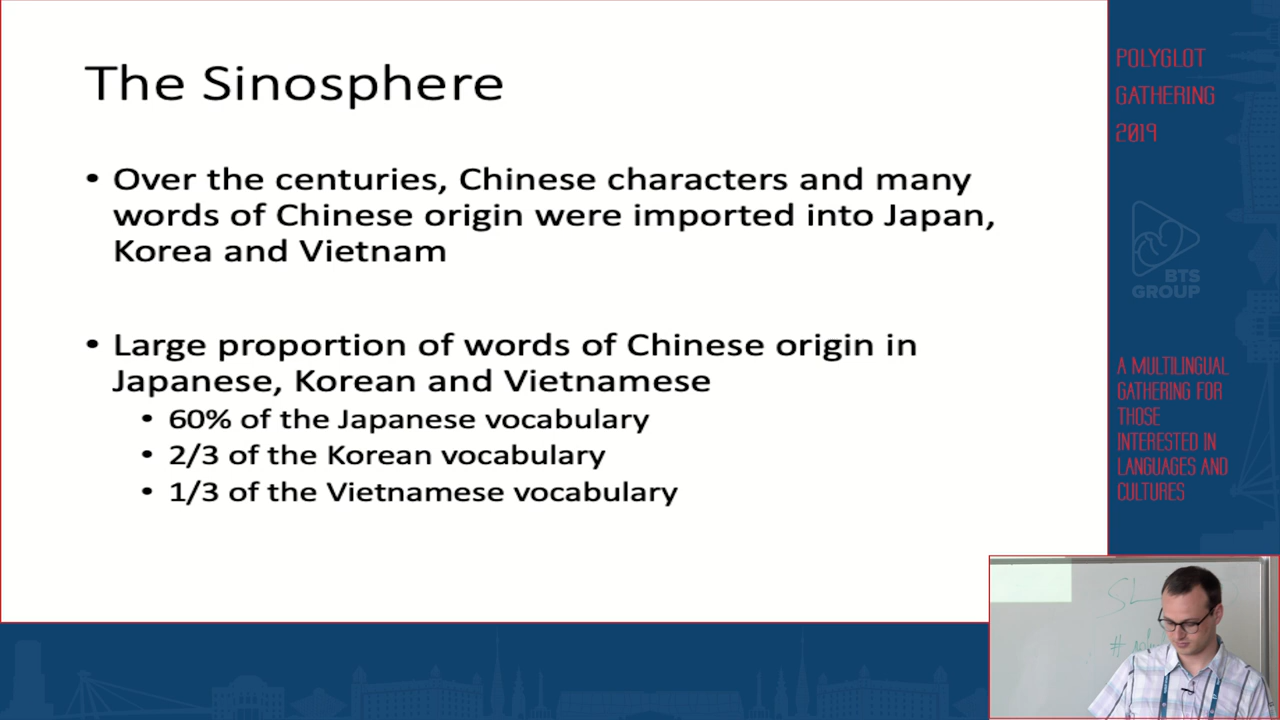 The Sinosphere
• Over the centuries, Chinese characters and many
words of Chinese origin were imported into Japan,
Korea and Vietnam
• Large proportion of words of Chinese origin in
Japanese, Korean and Vietnamese
• 60% of the Japanese vocabulary
• 2/3 of the Korean vocabulary
• 1/3 of the Vietnamese vocabulary
POLYGLOT
GATHERING
2019
BTS
GROUP
A MULTILINGUAL
GATHERING FOR
THOSE
INTERESTED IN
LANGUAGES AND
CULTURES